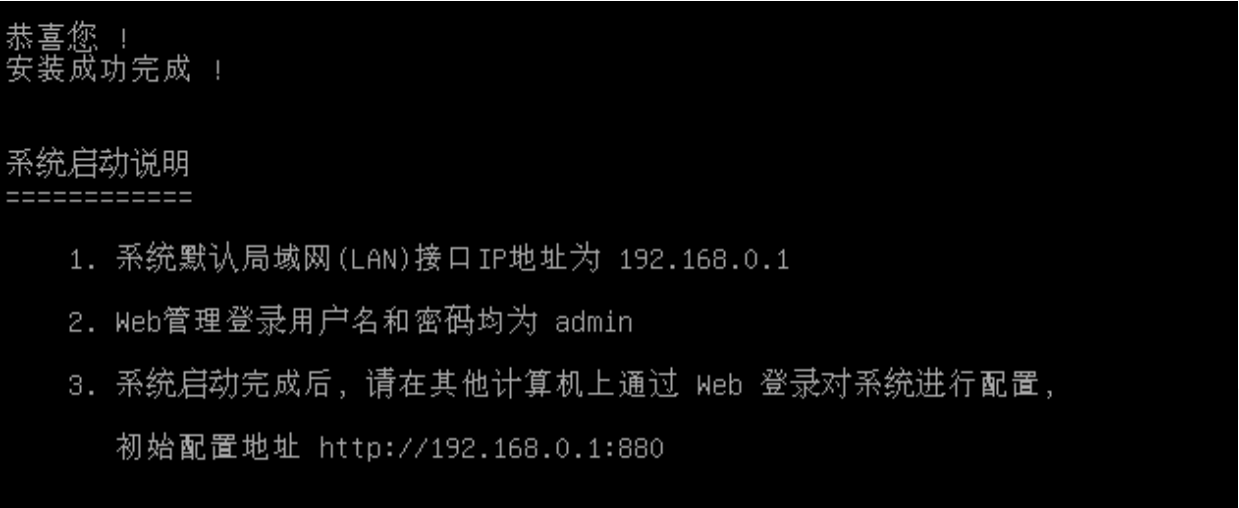 恭喜您 !
安装成功完成 !
系统启动说明
============
1. 系统默认局域网(LAN)接口IP地址为 192.168.0.1
2. Web管理登录用户名和密码均为 admin
3. 系统启动完成后, 请在其他计算机上通过 Web 登录对系统进行配置,
初始配置地址 http://192.168.0.1:880